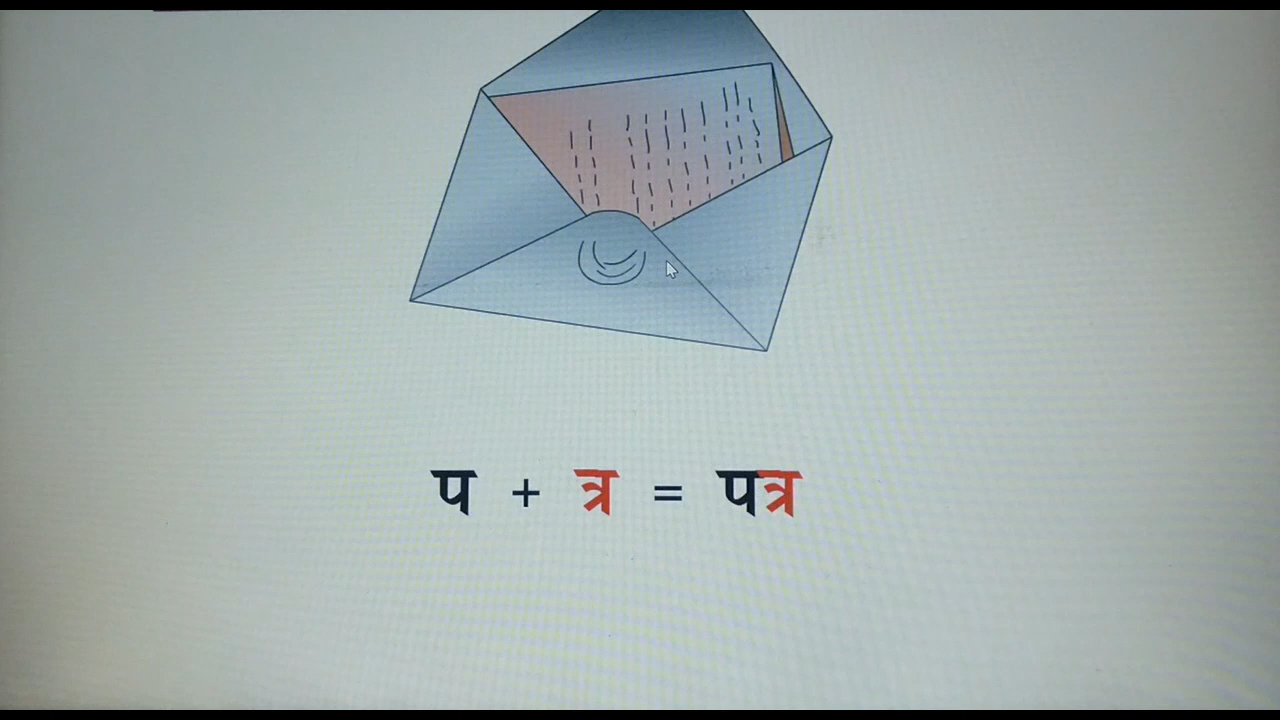 प + त्र = पत्र